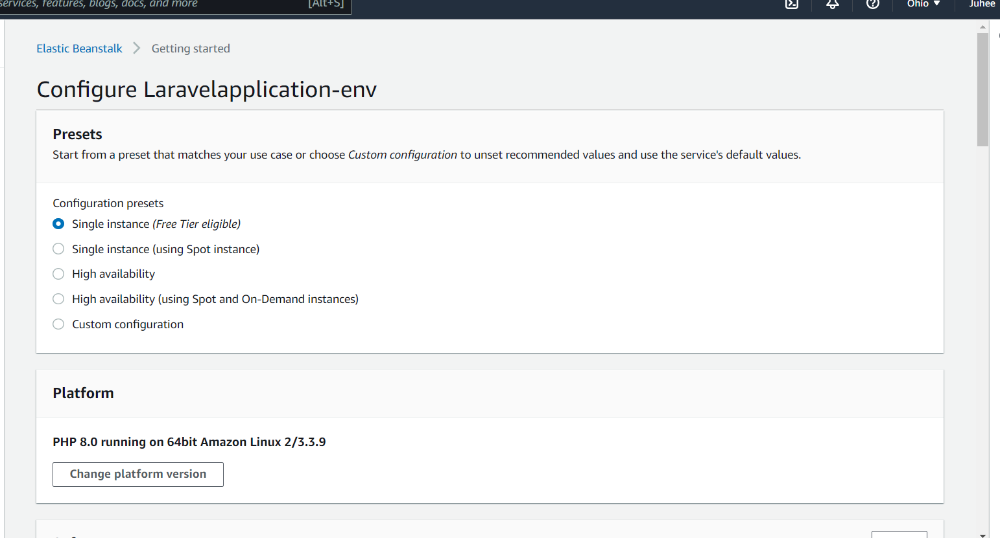 services, features, blogs, docs, and more [Alt+S] Ohio ▼ Juhee
Elastic Beanstalk > Getting started
Configure Laravelapplication-env
Presets
Start from a preset that matches your use case or choose Custom configuration to unset recommended values and use the service's default values.
Configuration presets
Single instance (Free Tier eligible)
Single instance (using Spot instance)
High availability
High availability (using Spot and On-Demand instances)
Custom configuration
Platform
PHP 8.0 running on 64bit Amazon Linux 2/3.3.9
Change platform version